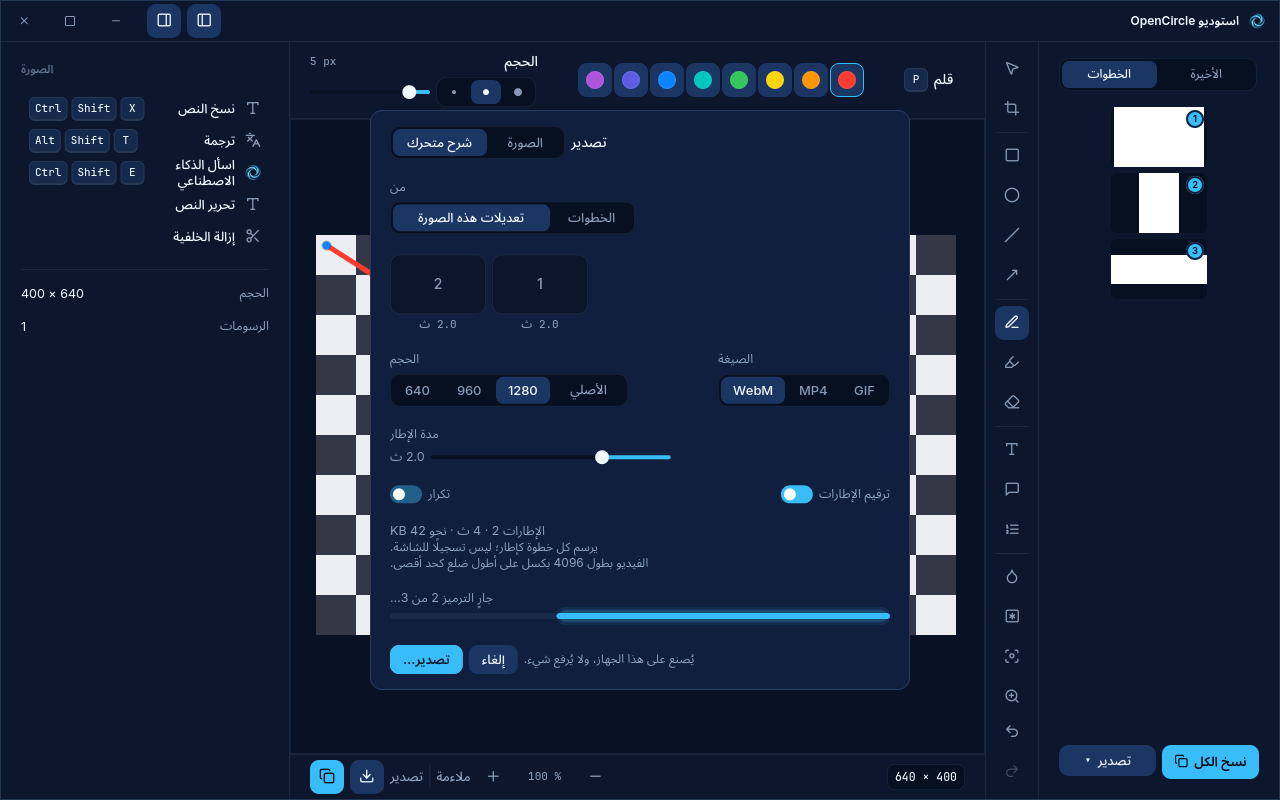 استوديو OpenCircle
الأخيرة
الخطوات
1
2
3
نسخ الكل
تصدير
قلم P
الحجم
5 px
تصدير
الصورة
شرح متحرك
من
الخطوات
تعديلات هذه الصورة
1
2
2.0 ث
2.0 ث
الصيغة
الحجم
GIF
MP4
WebM
الأصلي
1280
960
640
مدة الإطار
2.0 ث
ترقيم الإطارات
تكرار
الإطارات 2 · 4 ث · نحو 42 KB
يرسم كل خطوة كإطار؛ ليس تسجيلًا للشاشة.
الفيديو بطول 4096 بكسل على أطول ضلع كحد أقصى.
جارٍ الترميز 2 من 3...
يُصنع على هذا الجهاز، ولا يُرفع شيء.
إلغاء
تصدير...
640 × 400
100 %
ملاءمة
تصدير
الصورة
نسخ النص Ctrl Shift X
ترجمة Alt Shift T
اسأل الذكاء
الاصطناعي
Ctrl Shift E
تحرير النص
إزالة الخلفية
الحجم 640 × 400
الرسومات 1